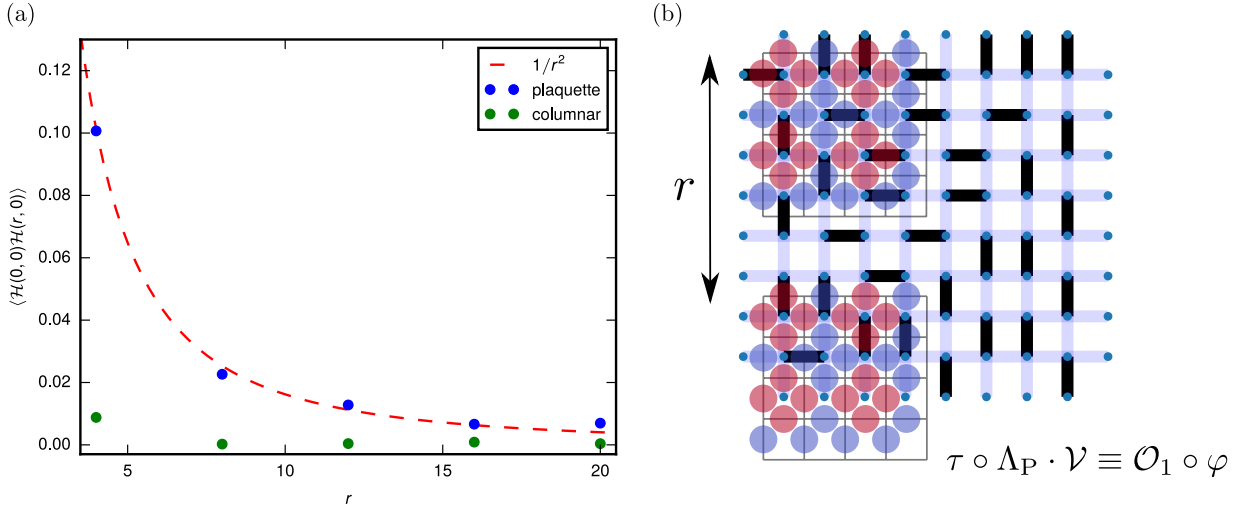 (a)
(b)
0.12
0.10
0.08
0.06
0.04
0.02
0.00
5
10
15
20
r
⟨ℋ(0, 0)ℋ(r, 0)⟩
1/r²
plaquette
columnar
r
τ ∘ Λ_P · 𝒱 ≡ 𝒪₁ ∘ φ